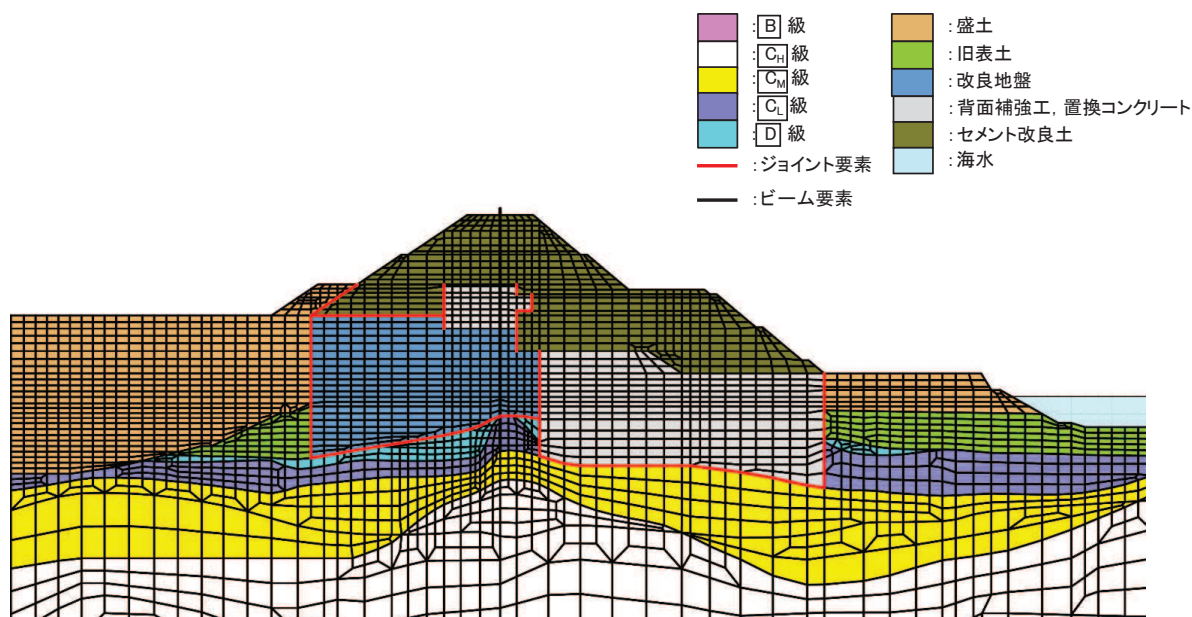 :B 級
:CH級
:CM級
:CL級
:D 級
:ジョイント要素
:ビーム要素
:盛土
:旧表土
:改良地盤
:背面補強工,置換コンクリート
:セメント改良土
:海水